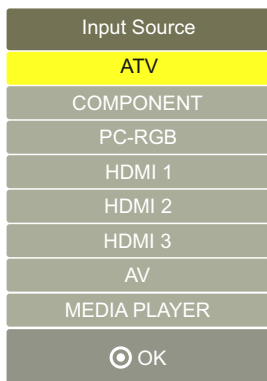 Input Source
ATV
COMPONENT
PC-RGB
HDMI 1
HDMI 2
HDMI 3
AV
MEDIA PLAYER
OK